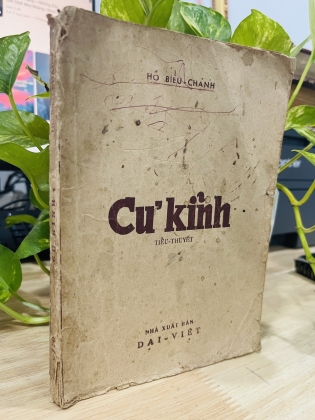 HỒ BIỂU-CHÁNH
Cư kỉnh
TIỂU-THUYẾT
NHÀ XUẤT BẢN
ĐẠI-VIỆT